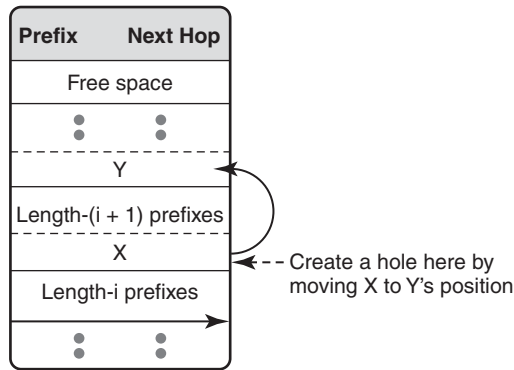 Prefix Next Hop
Free space
Y
Length-(i + 1) prefixes
X
Create a hole here by
moving X to Y's position
Length-i prefixes